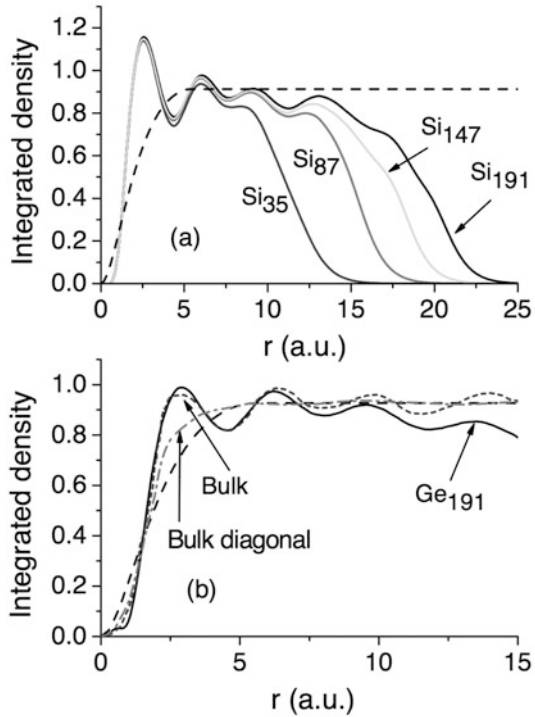 Integrated density
1.2
1.0
0.8
0.6
0.4
0.2
0.0
(a)
Si35
Si87
Si147
Si191
0 5 10 15 20 25
r (a.u.)
Integrated density
1.0
0.8
0.6
0.4
0.2
0.0
Bulk
Bulk diagonal
Ge191
(b)
0 5 10 15
r (a.u.)